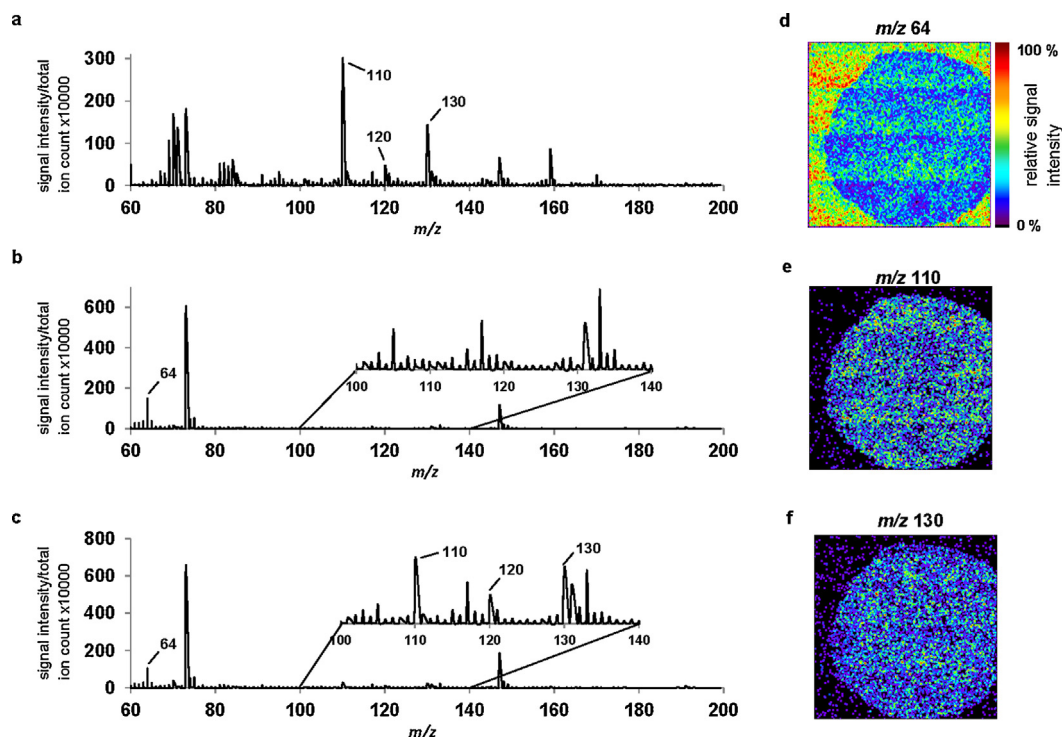 a
signal intensity/total
ion count x10000
300
200
100
0
110
120
130
60 80 100 120 140 160 180 200
m/z
b
signal intensity/total
ion count x10000
600
400
200
0
64
100 110 120 130 140
60 80 100 120 140 160 180 200
m/z
c
signal intensity/total
ion count x10000
800
600
400
200
0
64
110
120
130
100 110 120 130 140
60 80 100 120 140 160 180 200
m/z
d
m/z 64
100 %
relative signal
intensity
0 %
e
m/z 110
f
m/z 130